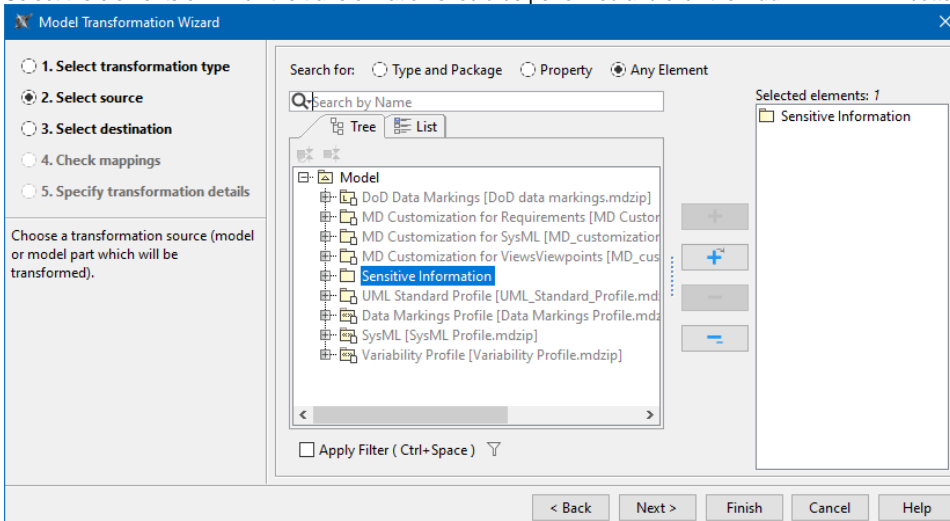 Model Transformation Wizard
1. Select transformation type
2. Select source
3. Select destination
4. Check mappings
5. Specify transformation details
Choose a transformation source (model
or model part which will be
transformed).
Search for: Type and Package Property Any Element
Search by Name
Tree List
Model
DoD Data Markings [DoD data markings.mdzip]
MD Customization for Requirements [MD Custor
MD Customization for SysML [MD_customization
MD Customization for ViewsViewpoints [MD_cus
Sensitive Information
UML Standard Profile [UML_Standard_Profile.md
Data Markings Profile [Data Markings Profile.mdz
SysML [SysML Profile.mdzip]
Variability Profile [Variability Profile.mdzip]
Apply Filter ( Ctrl+Space )
Selected elements: 1
Sensitive Information
< Back Next > Finish Cancel Help